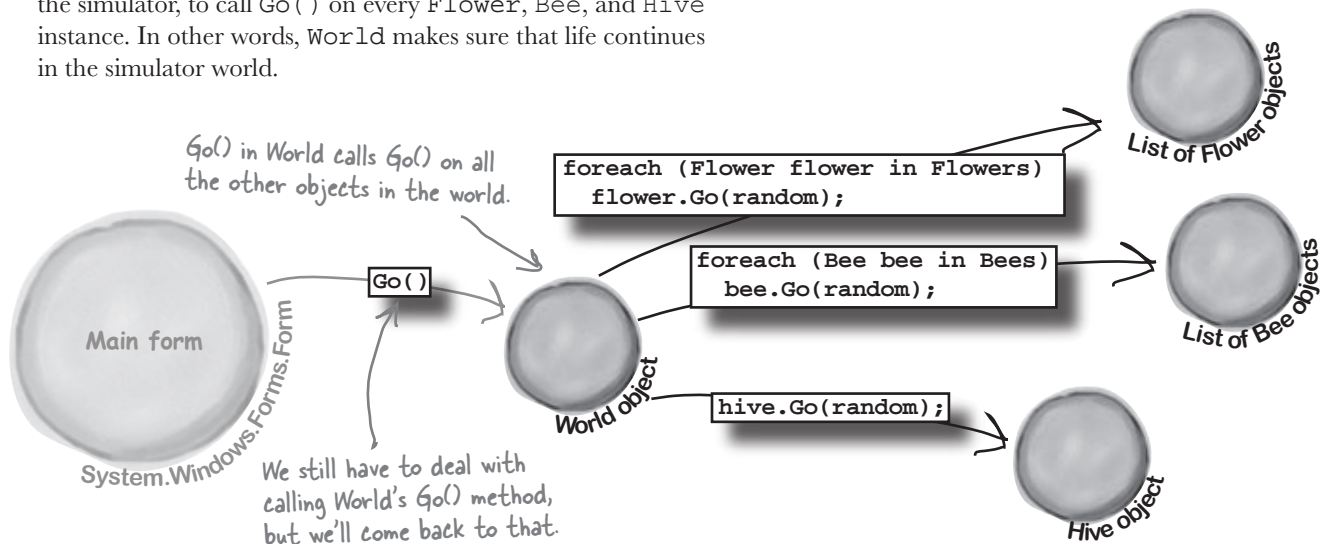 the simulator, to call Go() on every Flower, Bee, and Hive
instance. In other words, World makes sure that life continues
in the simulator world.
Go() in World calls Go() on all
the other objects in the world.
foreach (Flower flower in Flowers)
flower.Go(random);
List of Flower objects
foreach (Bee bee in Bees)
bee.Go(random);
List of Bee objects
Go()
Main form
System.Windows.Forms.Form
World object
hive.Go(random);
Hive object
We still have to deal with
calling World's Go() method,
but we'll come back to that.